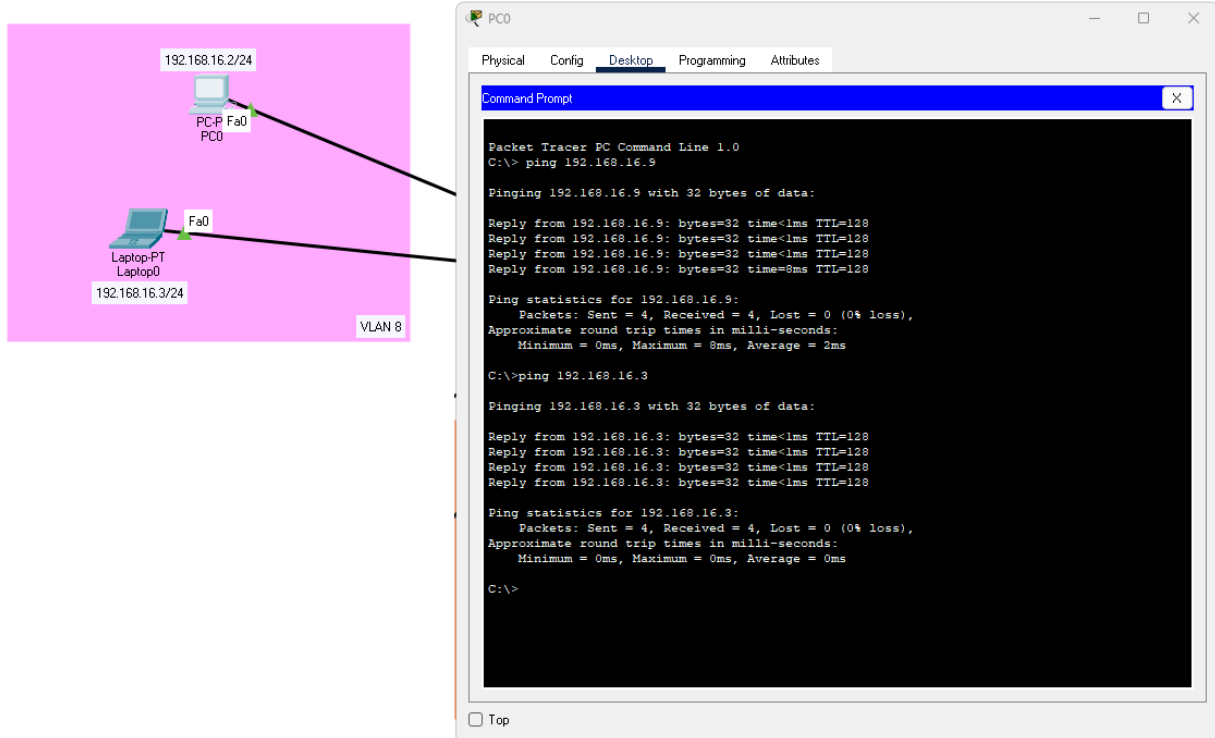 192.168.16.2/24
PC-P
Fa0
PC0
Fa0
Laptop-PT
Laptop0
192.168.16.3/24
VLAN 8
PC0
Physical Config Desktop Programming Attributes
Command Prompt
X
Packet Tracer PC Command Line 1.0
C:\> ping 192.168.16.9
Pinging 192.168.16.9 with 32 bytes of data:
Reply from 192.168.16.9: bytes=32 time<1ms TTL=128
Reply from 192.168.16.9: bytes=32 time<1ms TTL=128
Reply from 192.168.16.9: bytes=32 time<1ms TTL=128
Reply from 192.168.16.9: bytes=32 time=8ms TTL=128
Ping statistics for 192.168.16.9:
Packets: Sent = 4, Received = 4, Lost = 0 (0% loss),
Approximate round trip times in milli-seconds:
Minimum = 0ms, Maximum = 8ms, Average = 2ms
C:\>ping 192.168.16.3
Pinging 192.168.16.3 with 32 bytes of data:
Reply from 192.168.16.3: bytes=32 time<1ms TTL=128
Reply from 192.168.16.3: bytes=32 time<1ms TTL=128
Reply from 192.168.16.3: bytes=32 time<1ms TTL=128
Reply from 192.168.16.3: bytes=32 time<1ms TTL=128
Ping statistics for 192.168.16.3:
Packets: Sent = 4, Received = 4, Lost = 0 (0% loss),
Approximate round trip times in milli-seconds:
Minimum = 0ms, Maximum = 0ms, Average = 0ms
C:\>
Top